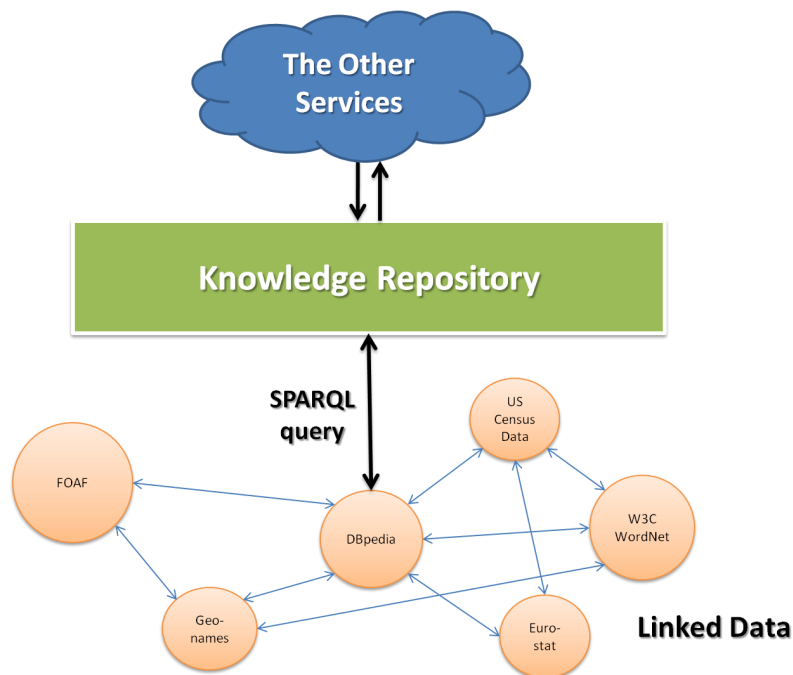 The Other
Services
Knowledge Repository
SPARQL
query
US
Census
Data
FOAF
DBpedia
W3C
WordNet
Geo-
names
Euro-
stat
Linked Data